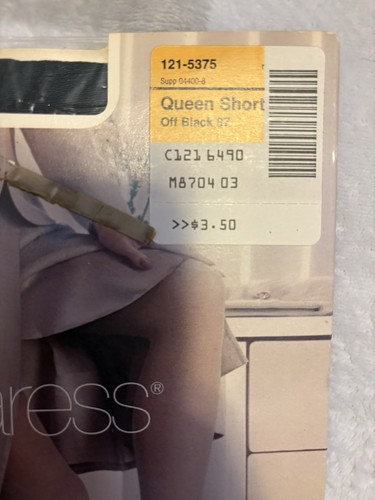 121-5375
Supp 04400-8
Queen Short
Off Black 97
C121 6490
M8704 03
>>$3.50
aress®